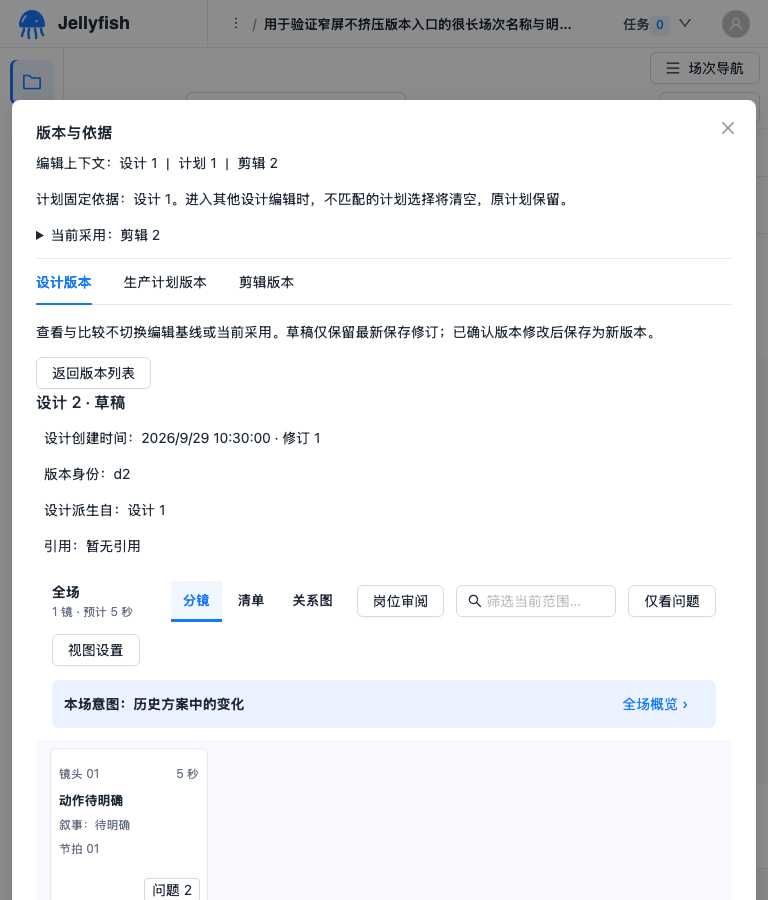 Jellyfish
/ 用于验证窄屏不挤压版本入口的很长场次名称与明... 任务 0
场次导航
版本与依据
编辑上下文：设计 1 | 计划 1 | 剪辑 2
计划固定依据：设计 1。进入其他设计编辑时，不匹配的计划选择将清空，原计划保留。
▶ 当前采用：剪辑 2
设计版本 生产计划版本 剪辑版本
查看与比较不切换编辑基线或当前采用。草稿仅保留最新保存修订；已确认版本修改后保存为新版本。
返回版本列表
设计 2 · 草稿
设计创建时间：2026/9/29 10:30:00 · 修订 1
版本身份：d2
设计派生自：设计 1
引用：暂无引用
全场
1 镜 · 预计 5 秒
分镜 清单 关系图 岗位审阅 筛选当前范围... 仅看问题
视图设置
本场意图：历史方案中的变化 全场概览 ›
镜头 01 5 秒
动作待明确
叙事：待明确
节拍 01
问题 2